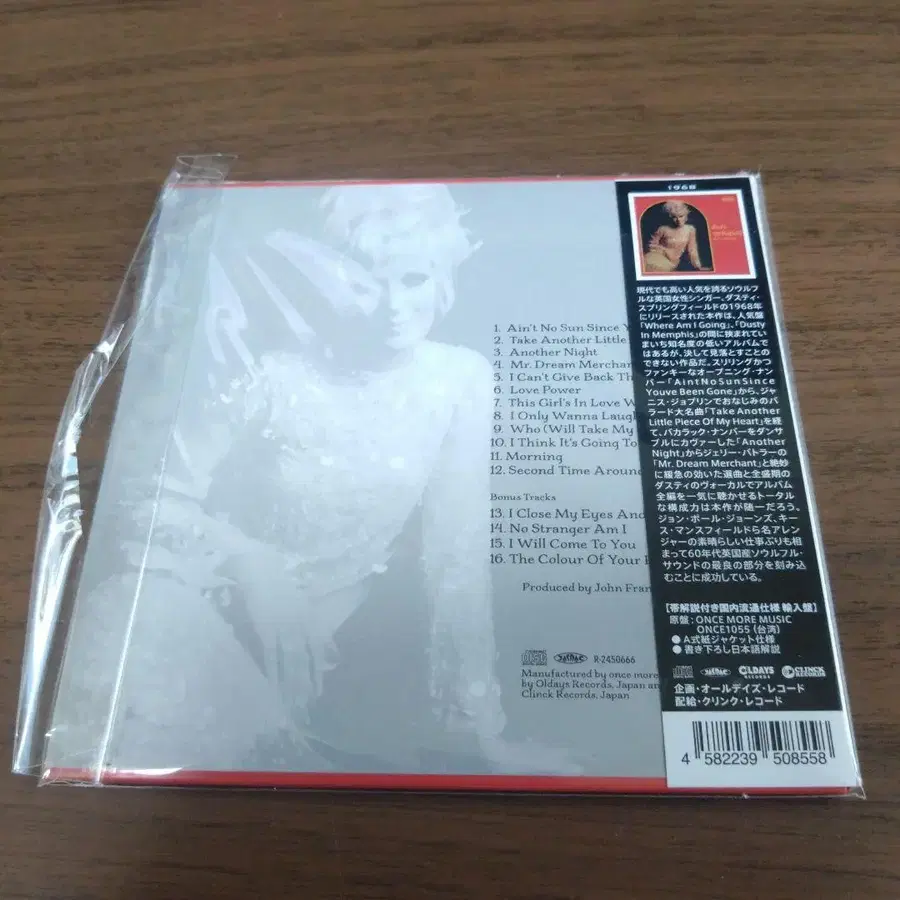 1. Ain't No Sun Since Y
2. Take Another Little
3. Another Night
4. Mr. Dream Merchan
5. I Can't Give Back Th
6. Love Power
7. This Girl's In Love W
8. I Only Wanna Laugh
9. Who (Will Take My
10. I Think It's Going To
11. Morning
12. Second Time Aroun
Bonus Tracks
13. I Close My Eyes And
14. No Stranger Am I
15. I Will Come To You
16. The Colour Of Your
Produced by John Fran
R-2450666
Manufactured by once more
by Oldays Records, Japan an
Clinck Records, Japan
1968
現代でも高い人気を誇るソウルフ
ルな英国女性シンガー、ダスティ・
スプリングフィールドの1968年
にリリースされた本作は、人気盤
「Where Am I Going」、「Dusty
In Memphis」の間に挟まれてい
まいち知名度の低いアルバムで
はあるが、決して見落とすことの
できない作品だ。スリリングかつ
ファンキーなオープニング・ナン
バー「AintNoSunSince
Youve Been Gone」から、ジャ
ニス・ジョプリンでおなじみのバ
ラード大名曲「Take Another
Little Piece Of My Heart」を経
て、バカラック・ナンバーをダンサ
ブルにカヴァーした「Another
Night」からジェリー・バトラーの
「Mr. Dream Merchant」と絶妙
に緩急の効いた選曲と全盛期の
ダスティのヴォーカルでアルバム
全編を一気に聴かせるトータル
な構成力は本作が随一だろう。
ジョン・ポール・ジョーンズ、キー
ス・マンスフィールドら名アレン
ジャーの素晴らしい仕事ぶりも相
まって60年代英国産ソウルフル・
サウンドの最良の部分を刻み込
むことに成功している。
【帯解説付き国内流通仕様 輸入盤】
原盤：ONCE MORE MUSIC
ONCE1055（台湾）
●A式紙ジャケット仕様
●書き下ろし日本語解説
OLDAYS RECORDS
CLINCK RECORDS
企画・オールデイズ・レコード
配給・クリンク・レコード
4 582239 508558